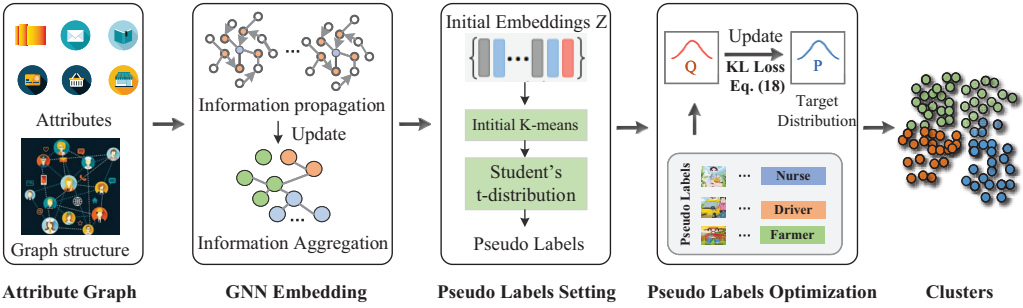 Attributes
Graph structure
Attribute Graph
Information propagation
Update
Information Aggregation
GNN Embedding
Initial Embeddings Z
Intitial K-means
Student's
t-distribution
Pseudo Labels
Pseudo Labels Setting
Q
Update
KL Loss
Eq. (18)
P
Target
Distribution
Pseudo Labels
... Nurse
... Driver
... Farmer
Pseudo Labels Optimization
Clusters